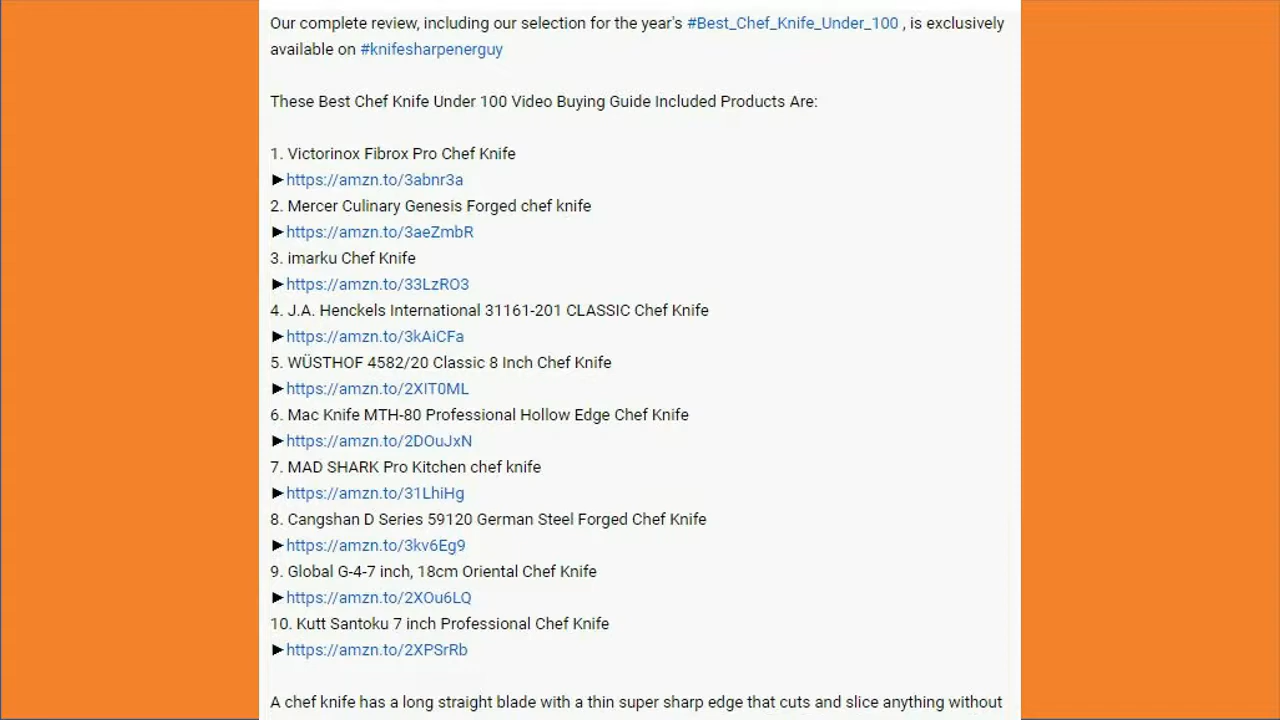 Our complete review, including our selection for the year's #Best_Chef_Knife_Under_100 , is exclusively
available on #knifesharpenerguy
These Best Chef Knife Under 100 Video Buying Guide Included Products Are:
1. Victorinox Fibrox Pro Chef Knife
►https://amzn.to/3abnr3a
2. Mercer Culinary Genesis Forged chef knife
►https://amzn.to/3aeZmbR
3. imarku Chef Knife
►https://amzn.to/33LzRO3
4. J.A. Henckels International 31161-201 CLASSIC Chef Knife
►https://amzn.to/3kAiCFa
5. WÜSTHOF 4582/20 Classic 8 Inch Chef Knife
►https://amzn.to/2XIT0ML
6. Mac Knife MTH-80 Professional Hollow Edge Chef Knife
►https://amzn.to/2DOuJxN
7. MAD SHARK Pro Kitchen chef knife
►https://amzn.to/31LhiHg
8. Cangshan D Series 59120 German Steel Forged Chef Knife
►https://amzn.to/3kv6Eg9
9. Global G-4-7 inch, 18cm Oriental Chef Knife
►https://amzn.to/2XOu6LQ
10. Kutt Santoku 7 inch Professional Chef Knife
►https://amzn.to/2XPSrRb
A chef knife has a long straight blade with a thin super sharp edge that cuts and slice anything without